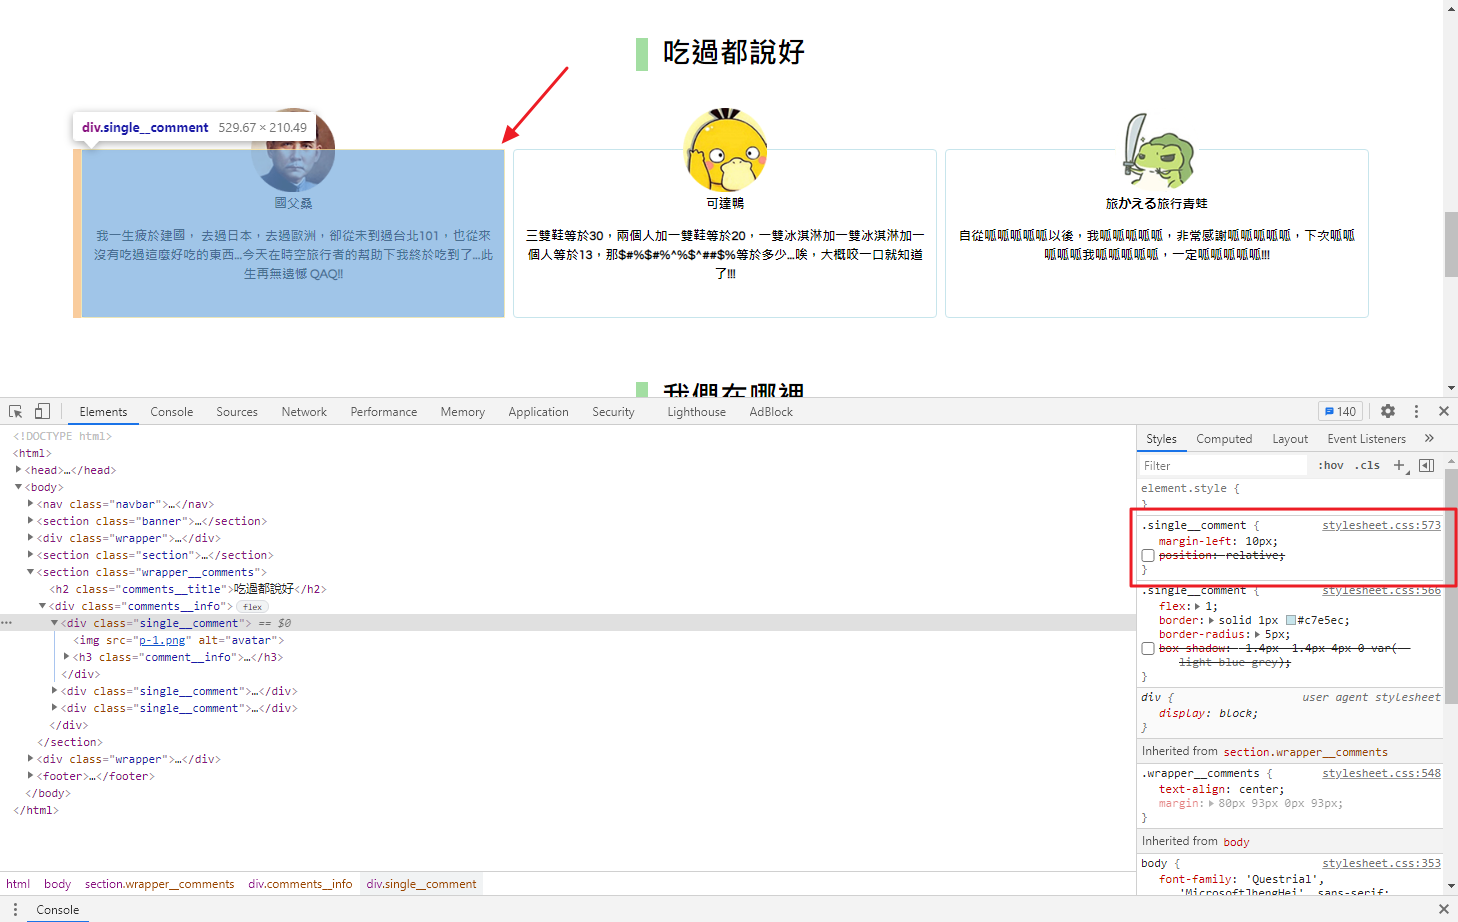 吃過都說好
div.single__comment 529.67 × 210.49
國父桑
我一生疲於建國， 去過日本，去過歐洲，卻從未到過台北101，也從來
沒有吃過這麼好吃的東西...今天在時空旅行者的幫助下我終於吃到了...此
生再無遺憾 QAQ!!
可達鴨
三雙鞋等於30，兩個人加一雙鞋等於20，一雙冰淇淋加一雙冰淇淋加一
個人等於13，那$#%$#%^%$^##$%等於多少...唉，大概咬一口就知道
了!!!
旅かえる旅行青蛙
自從呱呱呱呱呱以後，我呱呱呱呱呱，非常感謝呱呱呱呱呱，下次呱呱
呱呱呱我呱呱呱呱呱，一定呱呱呱呱呱!!!
我們在哪裡
Elements Console Sources Network Performance Memory Application Security Lighthouse AdBlock 140
<!DOCTYPE html>
<html>
<head>…</head>
<body>
<nav class="navbar">…</nav>
<section class="banner">…</section>
<div class="wrapper">…</div>
<section class="section">…</section>
<section class="wrapper__comments">
<h2 class="comments__title">吃過都說好</h2>
<div class="comments__info"> flex
<div class="single__comment"> == $0
<img src="p-1.png" alt="avatar">
<h3 class="comment__info">…</h3>
</div>
<div class="single__comment">…</div>
<div class="single__comment">…</div>
</div>
</section>
<div class="wrapper">…</div>
<footer>…</footer>
</body>
</html>
html body section.wrapper__comments div.comments__info div.single__comment
Console
Styles Computed Layout Event Listeners »
Filter :hov .cls +
element.style {
}
.single__comment { stylesheet.css:573
margin-left: 10px;
position: relative;
}
.single__comment { stylesheet.css:566
flex: 1;
border: solid 1px #c7e5ec;
border-radius: 5px;
box-shadow: -1.4px -1.4px 4px 0 var(--
light-blue-grey);
}
div { user agent stylesheet
display: block;
}
Inherited from section.wrapper__comments
.wrapper__comments { stylesheet.css:548
text-align: center;
margin: 80px 93px 0px 93px;
}
Inherited from body
body { stylesheet.css:353
font-family: 'Questrial',
'MicrosoftJhengHei', sans-serif;